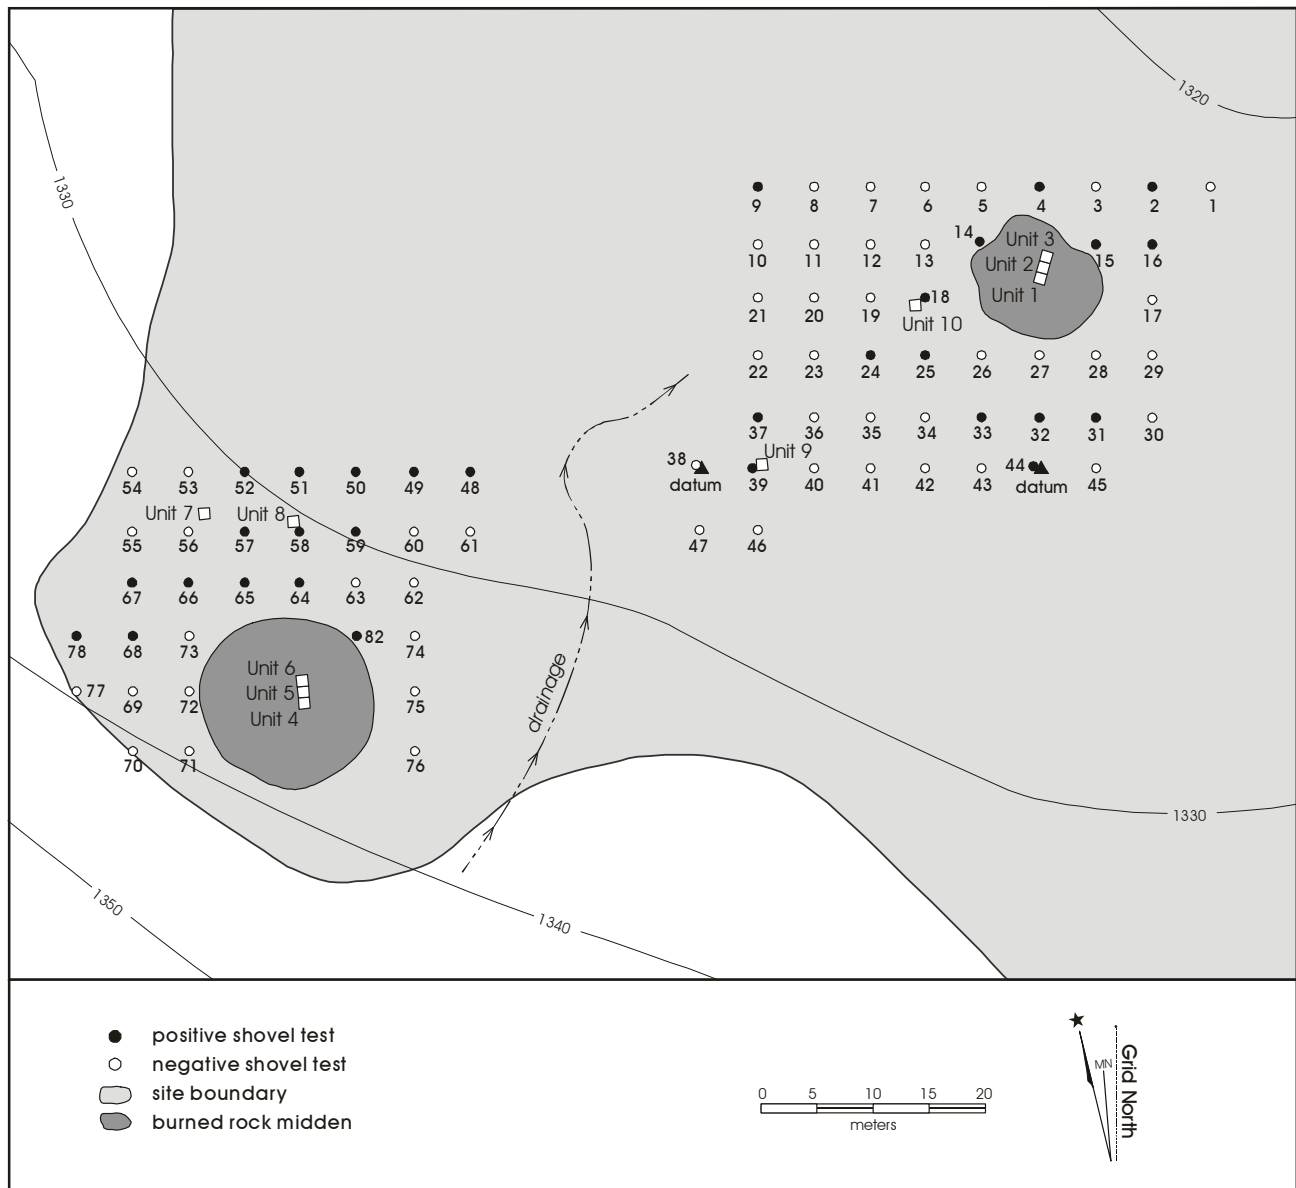 1320
1330
9 8 7 6 5 4 3 2 1
14 Unit 3
10 11 12 13 Unit 2 15 16
Unit 1
18
21 20 19 Unit 10 17
22 23 24 25 26 27 28 29
37 36 35 34 33 32 31 30
Unit 9
38 44
datum 39 40 41 42 43 datum 45
54 53 52 51 50 49 48
Unit 7 Unit 8
47 46
55 56 57 58 59 60 61
67 66 65 64 63 62
82
78 68 73 74
Unit 6
77 Unit 5
69 72 75
Unit 4
drainage
70 71 76
1330
1350
1340
positive shovel test
negative shovel test
site boundary
burned rock midden
0 5 10 15 20
meters
MN
Grid North